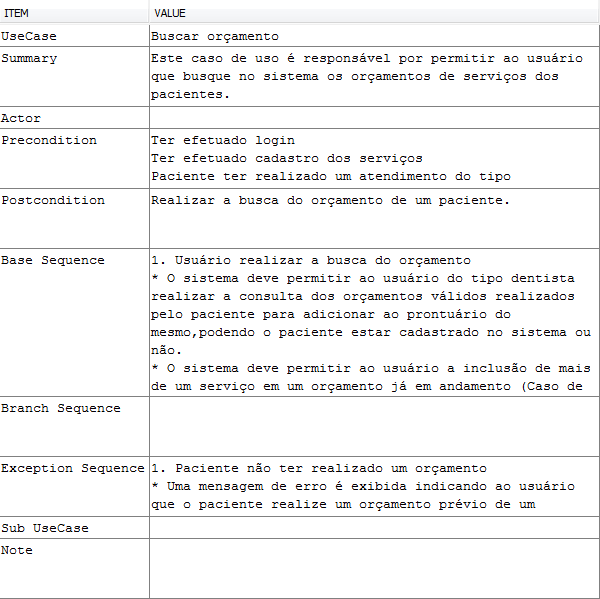 ITEM VALUE
UseCase Buscar orçamento
Summary Este caso de uso é responsável por permitir ao usuário
que busque no sistema os orçamentos de serviços dos
pacientes.
Actor
Precondition Ter efetuado login
Ter efetuado cadastro dos serviços
Paciente ter realizado um atendimento do tipo
Postcondition Realizar a busca do orçamento de um paciente.
Base Sequence 1. Usuário realizar a busca do orçamento
* O sistema deve permitir ao usuário do tipo dentista
realizar a consulta dos orçamentos válidos realizados
pelo paciente para adicionar ao prontuário do
mesmo,podendo o paciente estar cadastrado no sistema ou
não.
* O sistema deve permitir ao usuário a inclusão de mais
de um serviço em um orçamento já em andamento (Caso de
Branch Sequence
Exception Sequence 1. Paciente não ter realizado um orçamento
* Uma mensagem de erro é exibida indicando ao usuário
que o paciente realize um orçamento prévio de um
Sub UseCase
Note